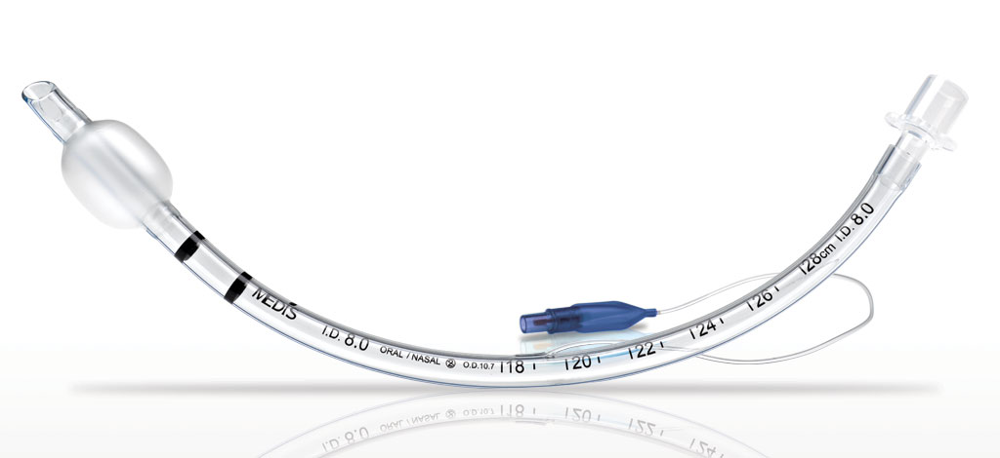 MEDIS
I.D. 8.0
ORAL / NASAL
O.D.10.7
18
20
22
24
26
28cm
I.D. 8.0